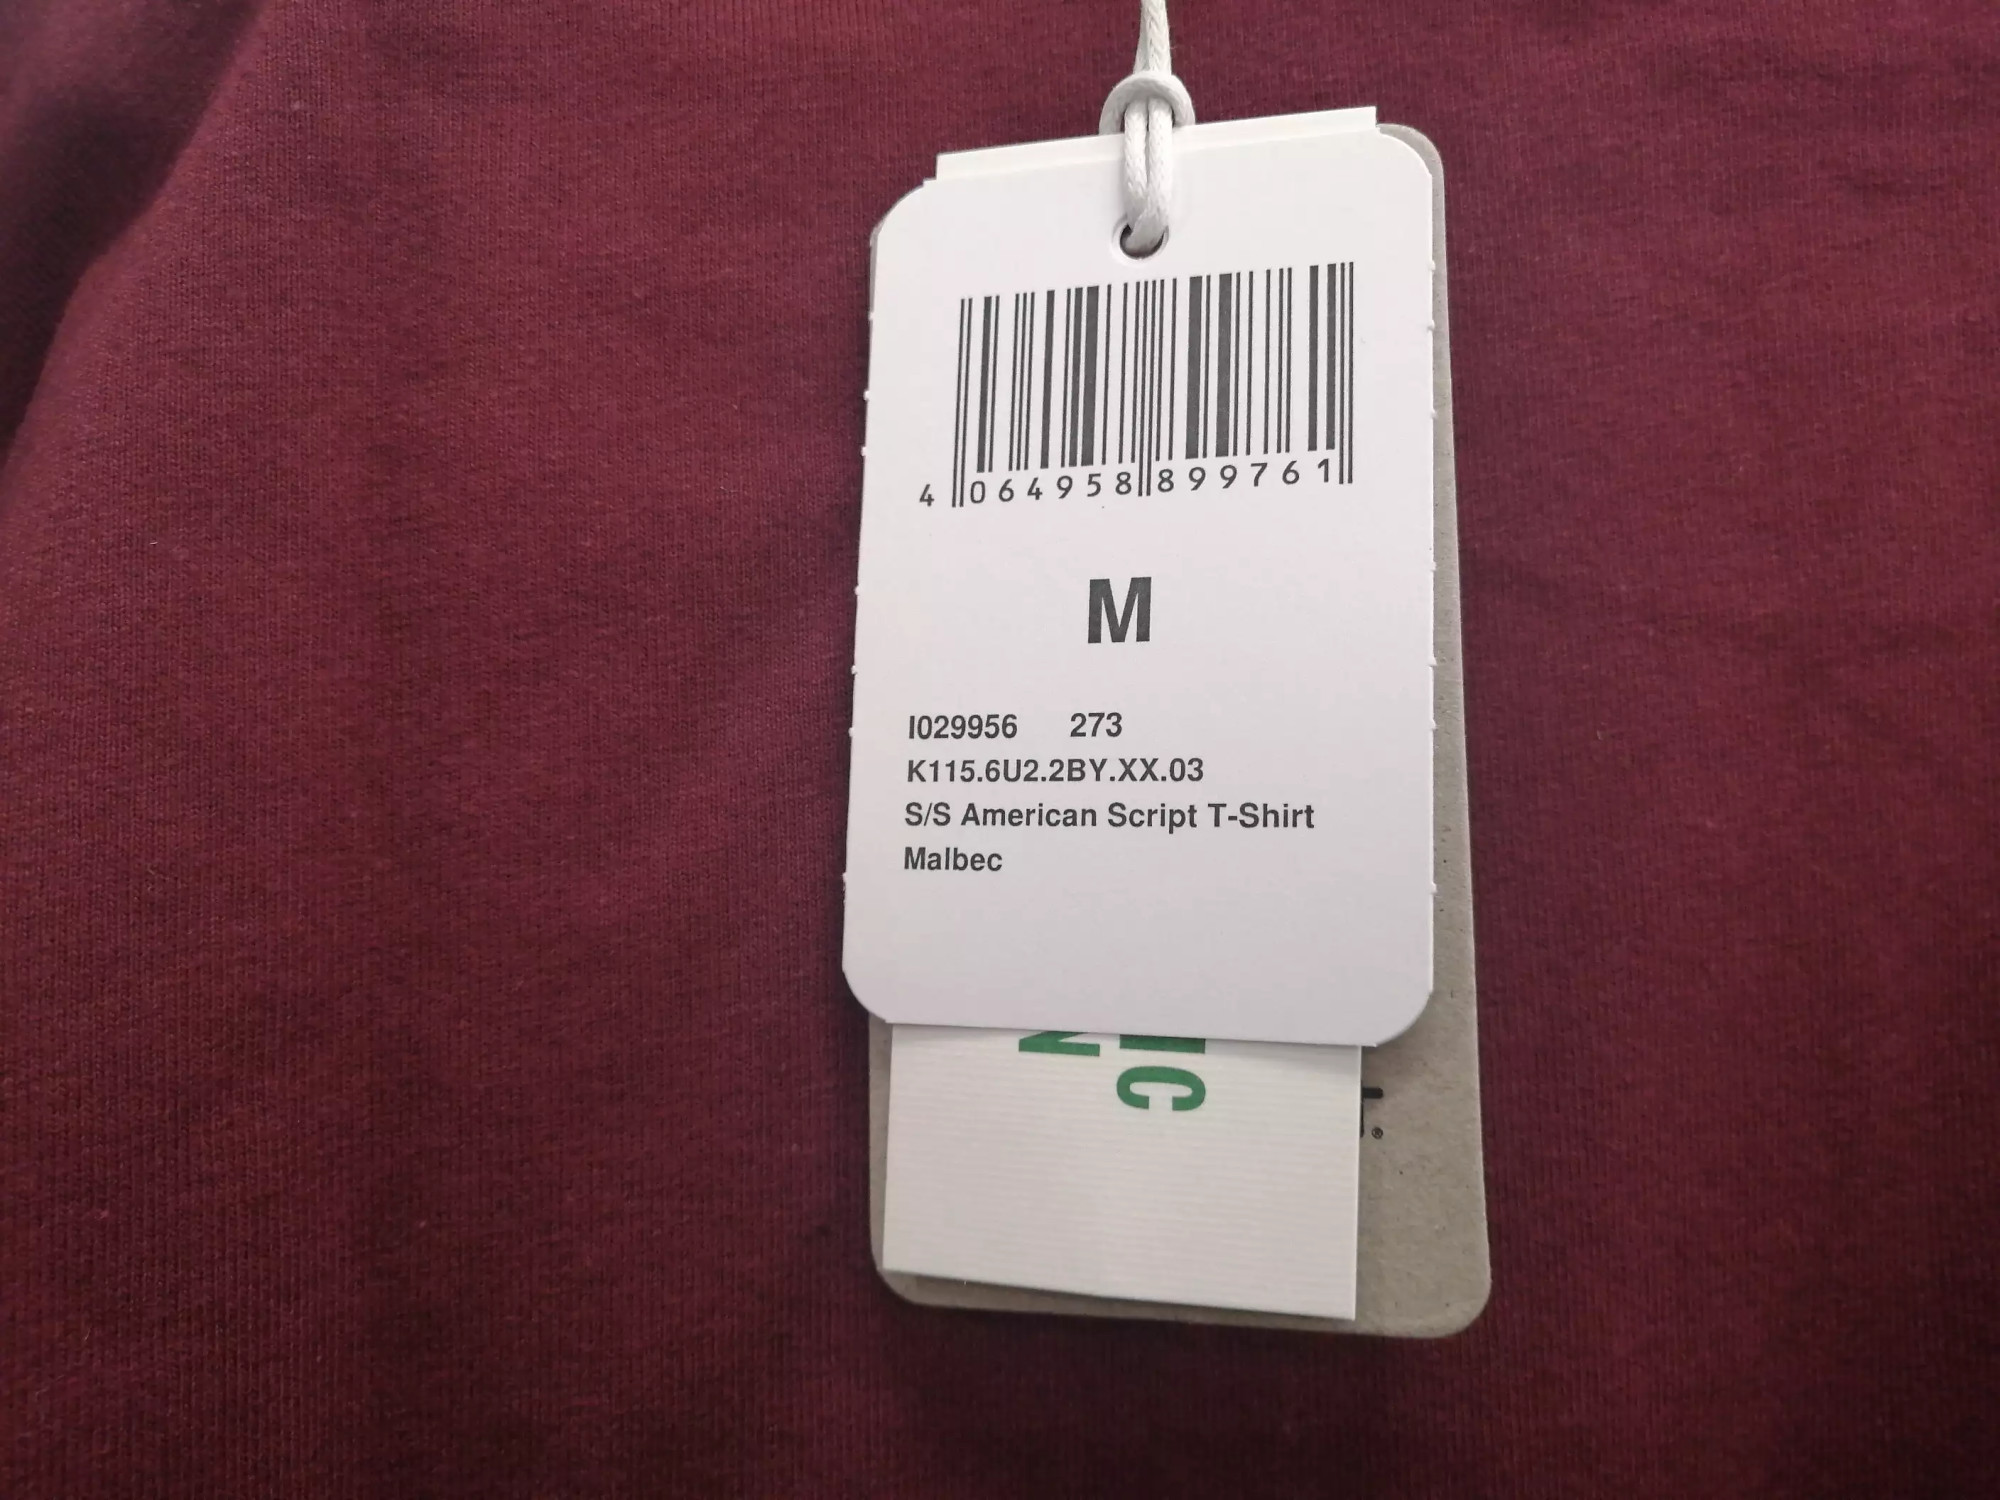 4 064958 899761
M
I029956 273
K115.6U2.2BY.XX.03
S/S American Script T-Shirt
Malbec